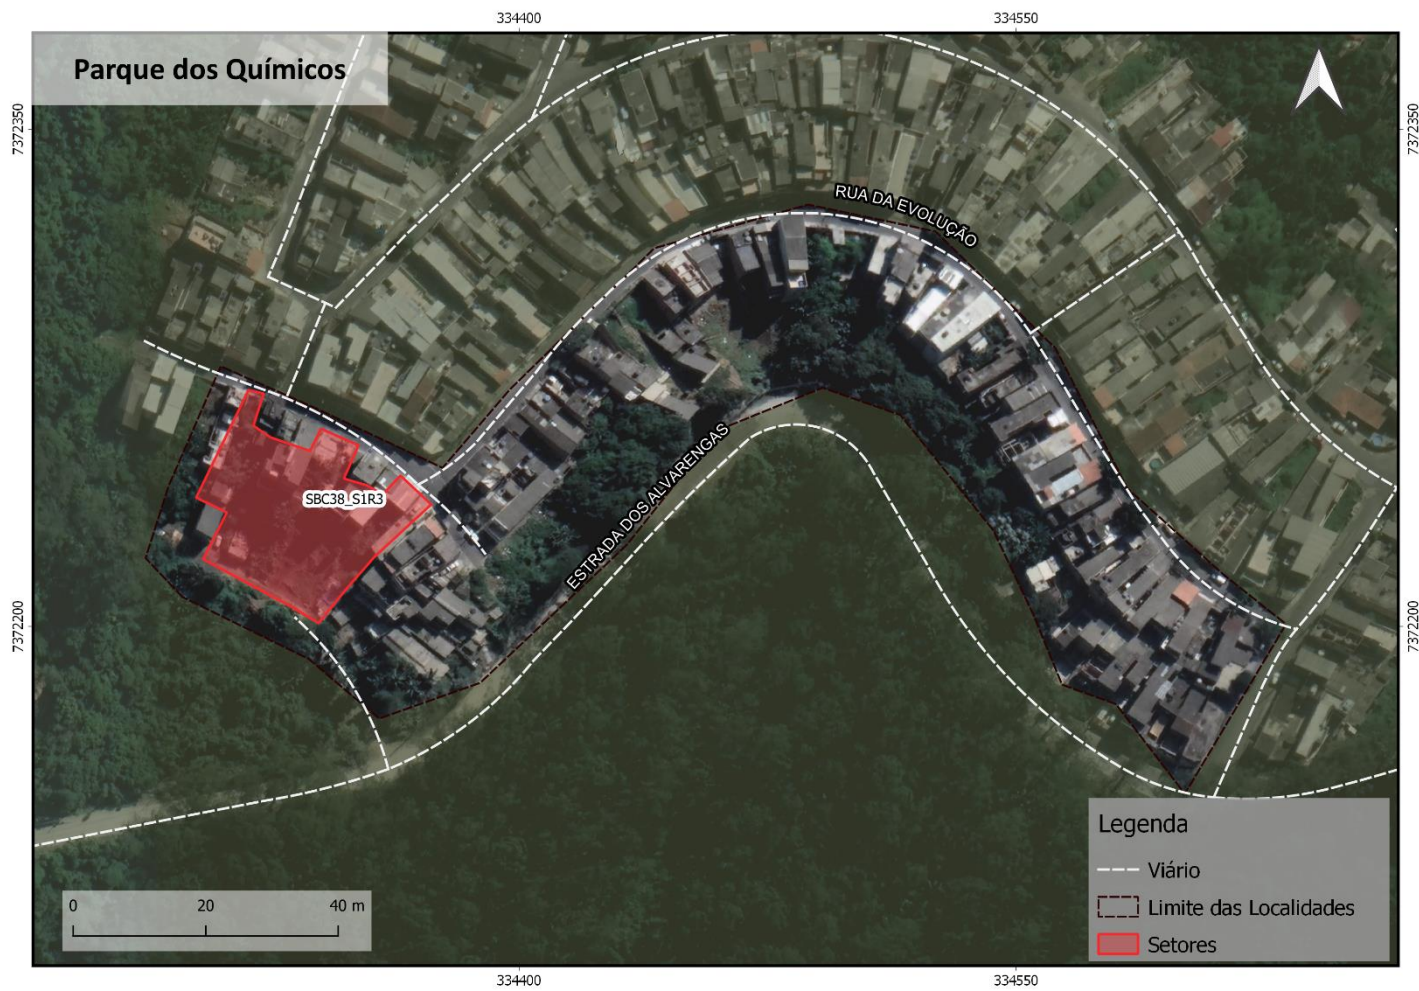 334400
334550
Parque dos Químicos
7372350
7372350
RUA DA EVOLUÇÃO
SBC38_S1R3
ESTRADA DOS ALVARENGAS
7372200
7372200
Legenda
Viário
Limite das Localidades
Setores
0 20 40 m
334400
334550